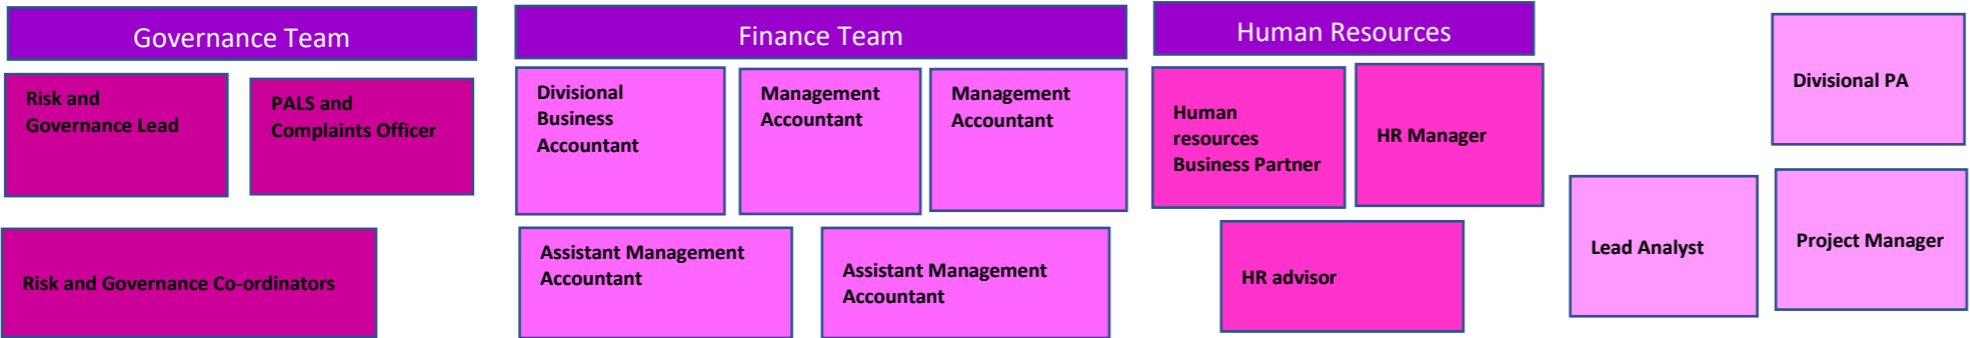 Governance Team
Risk and
Governance Lead
PALS and
Complaints Officer
Risk and Governance Co-ordinators
Finance Team
Divisional
Business
Accountant
Management
Accountant
Management
Accountant
Assistant Management
Accountant
Assistant Management
Accountant
Human Resources
Human
resources
Business Partner
HR Manager
HR advisor
Divisional PA
Lead Analyst
Project Manager